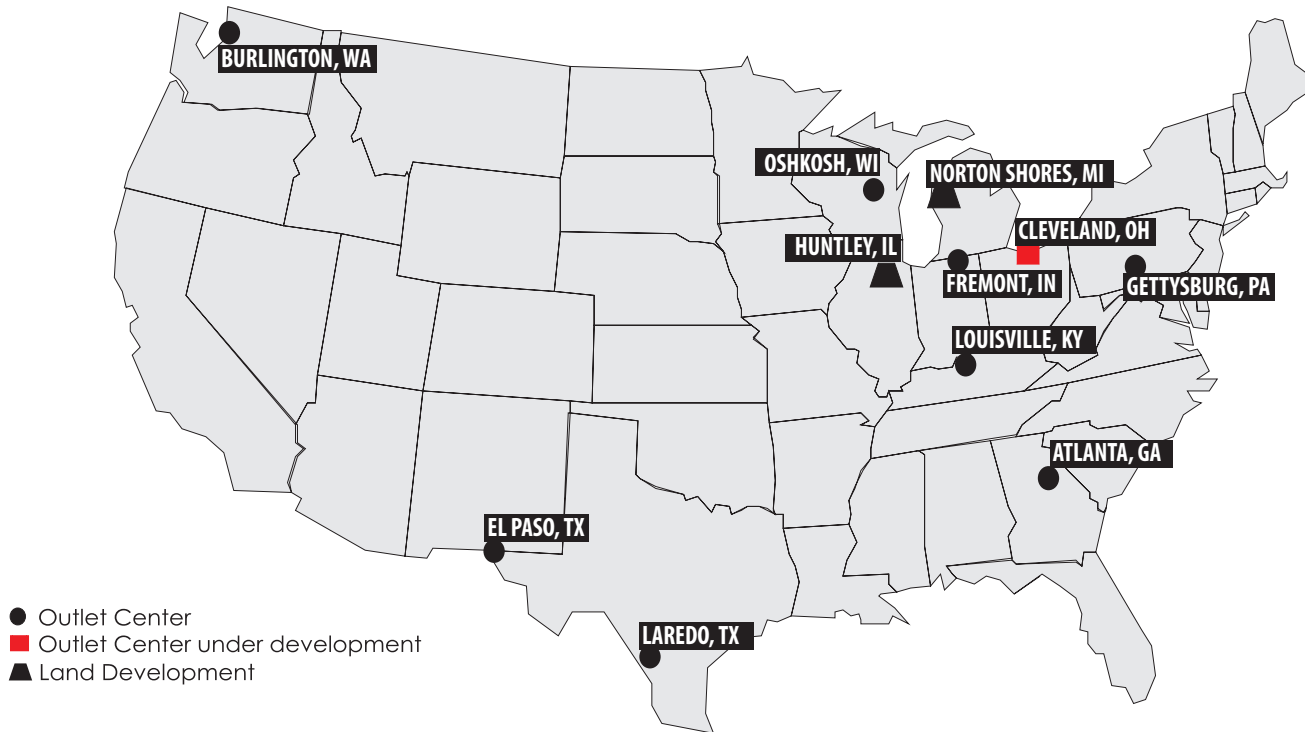 BURLINGTON, WA
OSHKOSH, WI
NORTON SHORES, MI
CLEVELAND, OH
HUNTLEY, IL
FREMONT, IN
GETTYSBURG, PA
LOUISVILLE, KY
ATLANTA, GA
EL PASO, TX
LAREDO, TX
Outlet Center
Outlet Center under development
Land Development